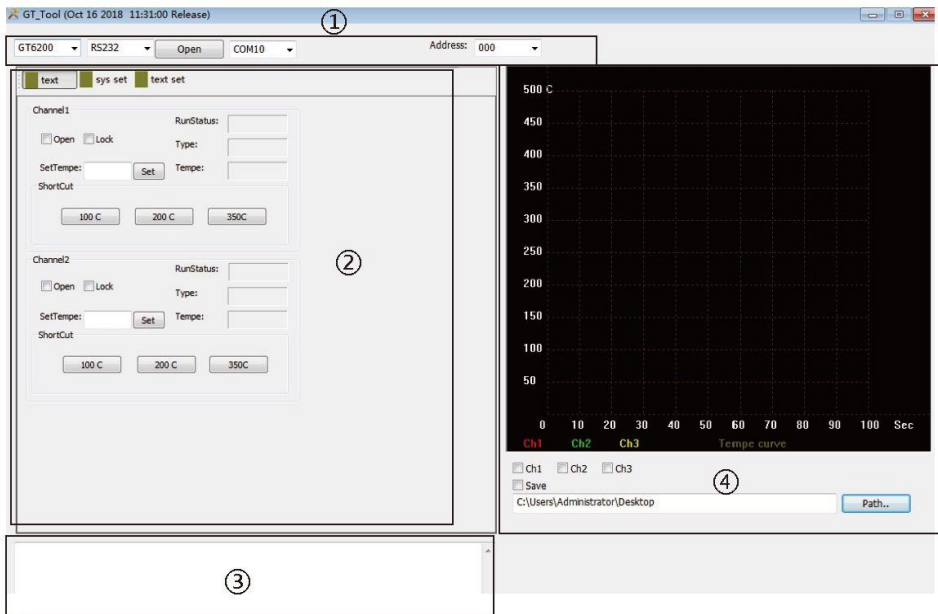 GT_Tool (Oct 16 2018 11:31:00 Release)
①
GT6200 RS232 Open COM10 Address: 000
text sys set text set
Channel1
RunStatus:
Open Lock
Type:
SetTempe: Set Tempe:
ShortCut
100 C 200 C 350C
②
Channel2
RunStatus:
Open Lock
Type:
SetTempe: Set Tempe:
ShortCut
100 C 200 C 350C
③
500 C
450
400
350
300
250
200
150
100
50
0 10 20 30 40 50 60 70 80 90 100 Sec
Ch1 Ch2 Ch3 Tempe curve
Ch1 Ch2 Ch3
④
Save
C:\Users\Administrator\Desktop Path..